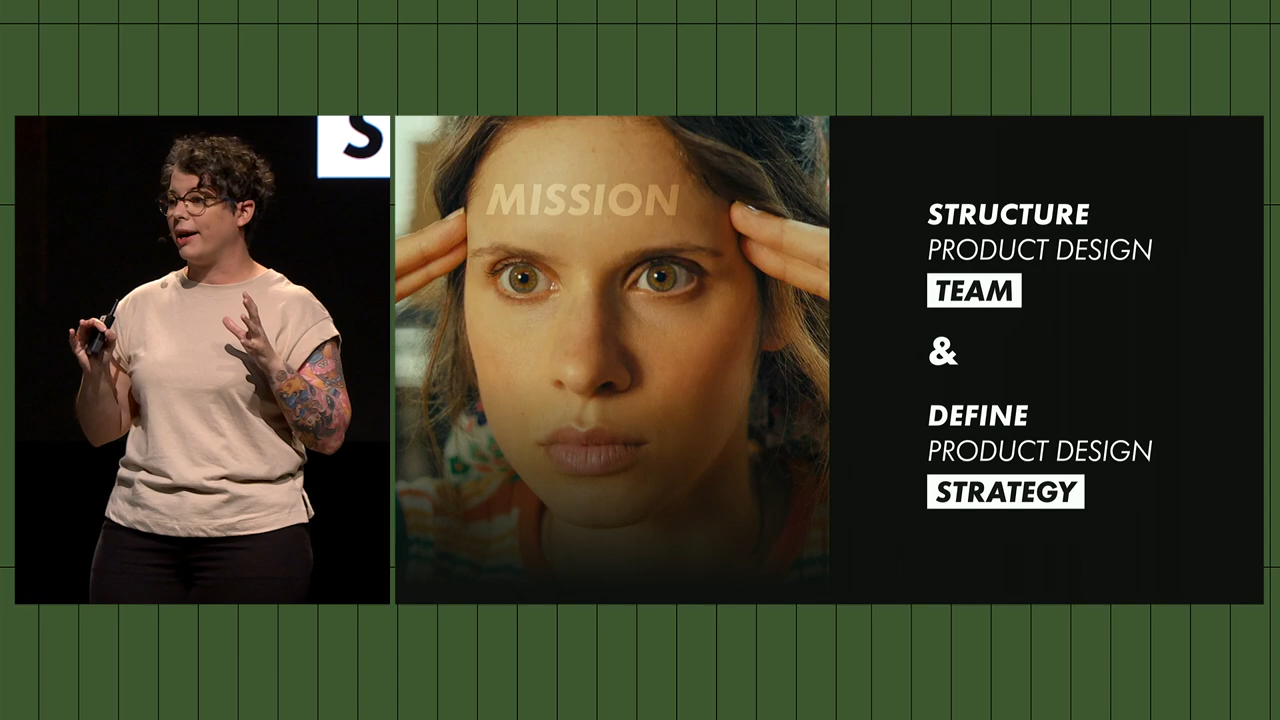 S
MISSION
STRUCTURE
PRODUCT DESIGN
TEAM
&
DEFINE
PRODUCT DESIGN
STRATEGY